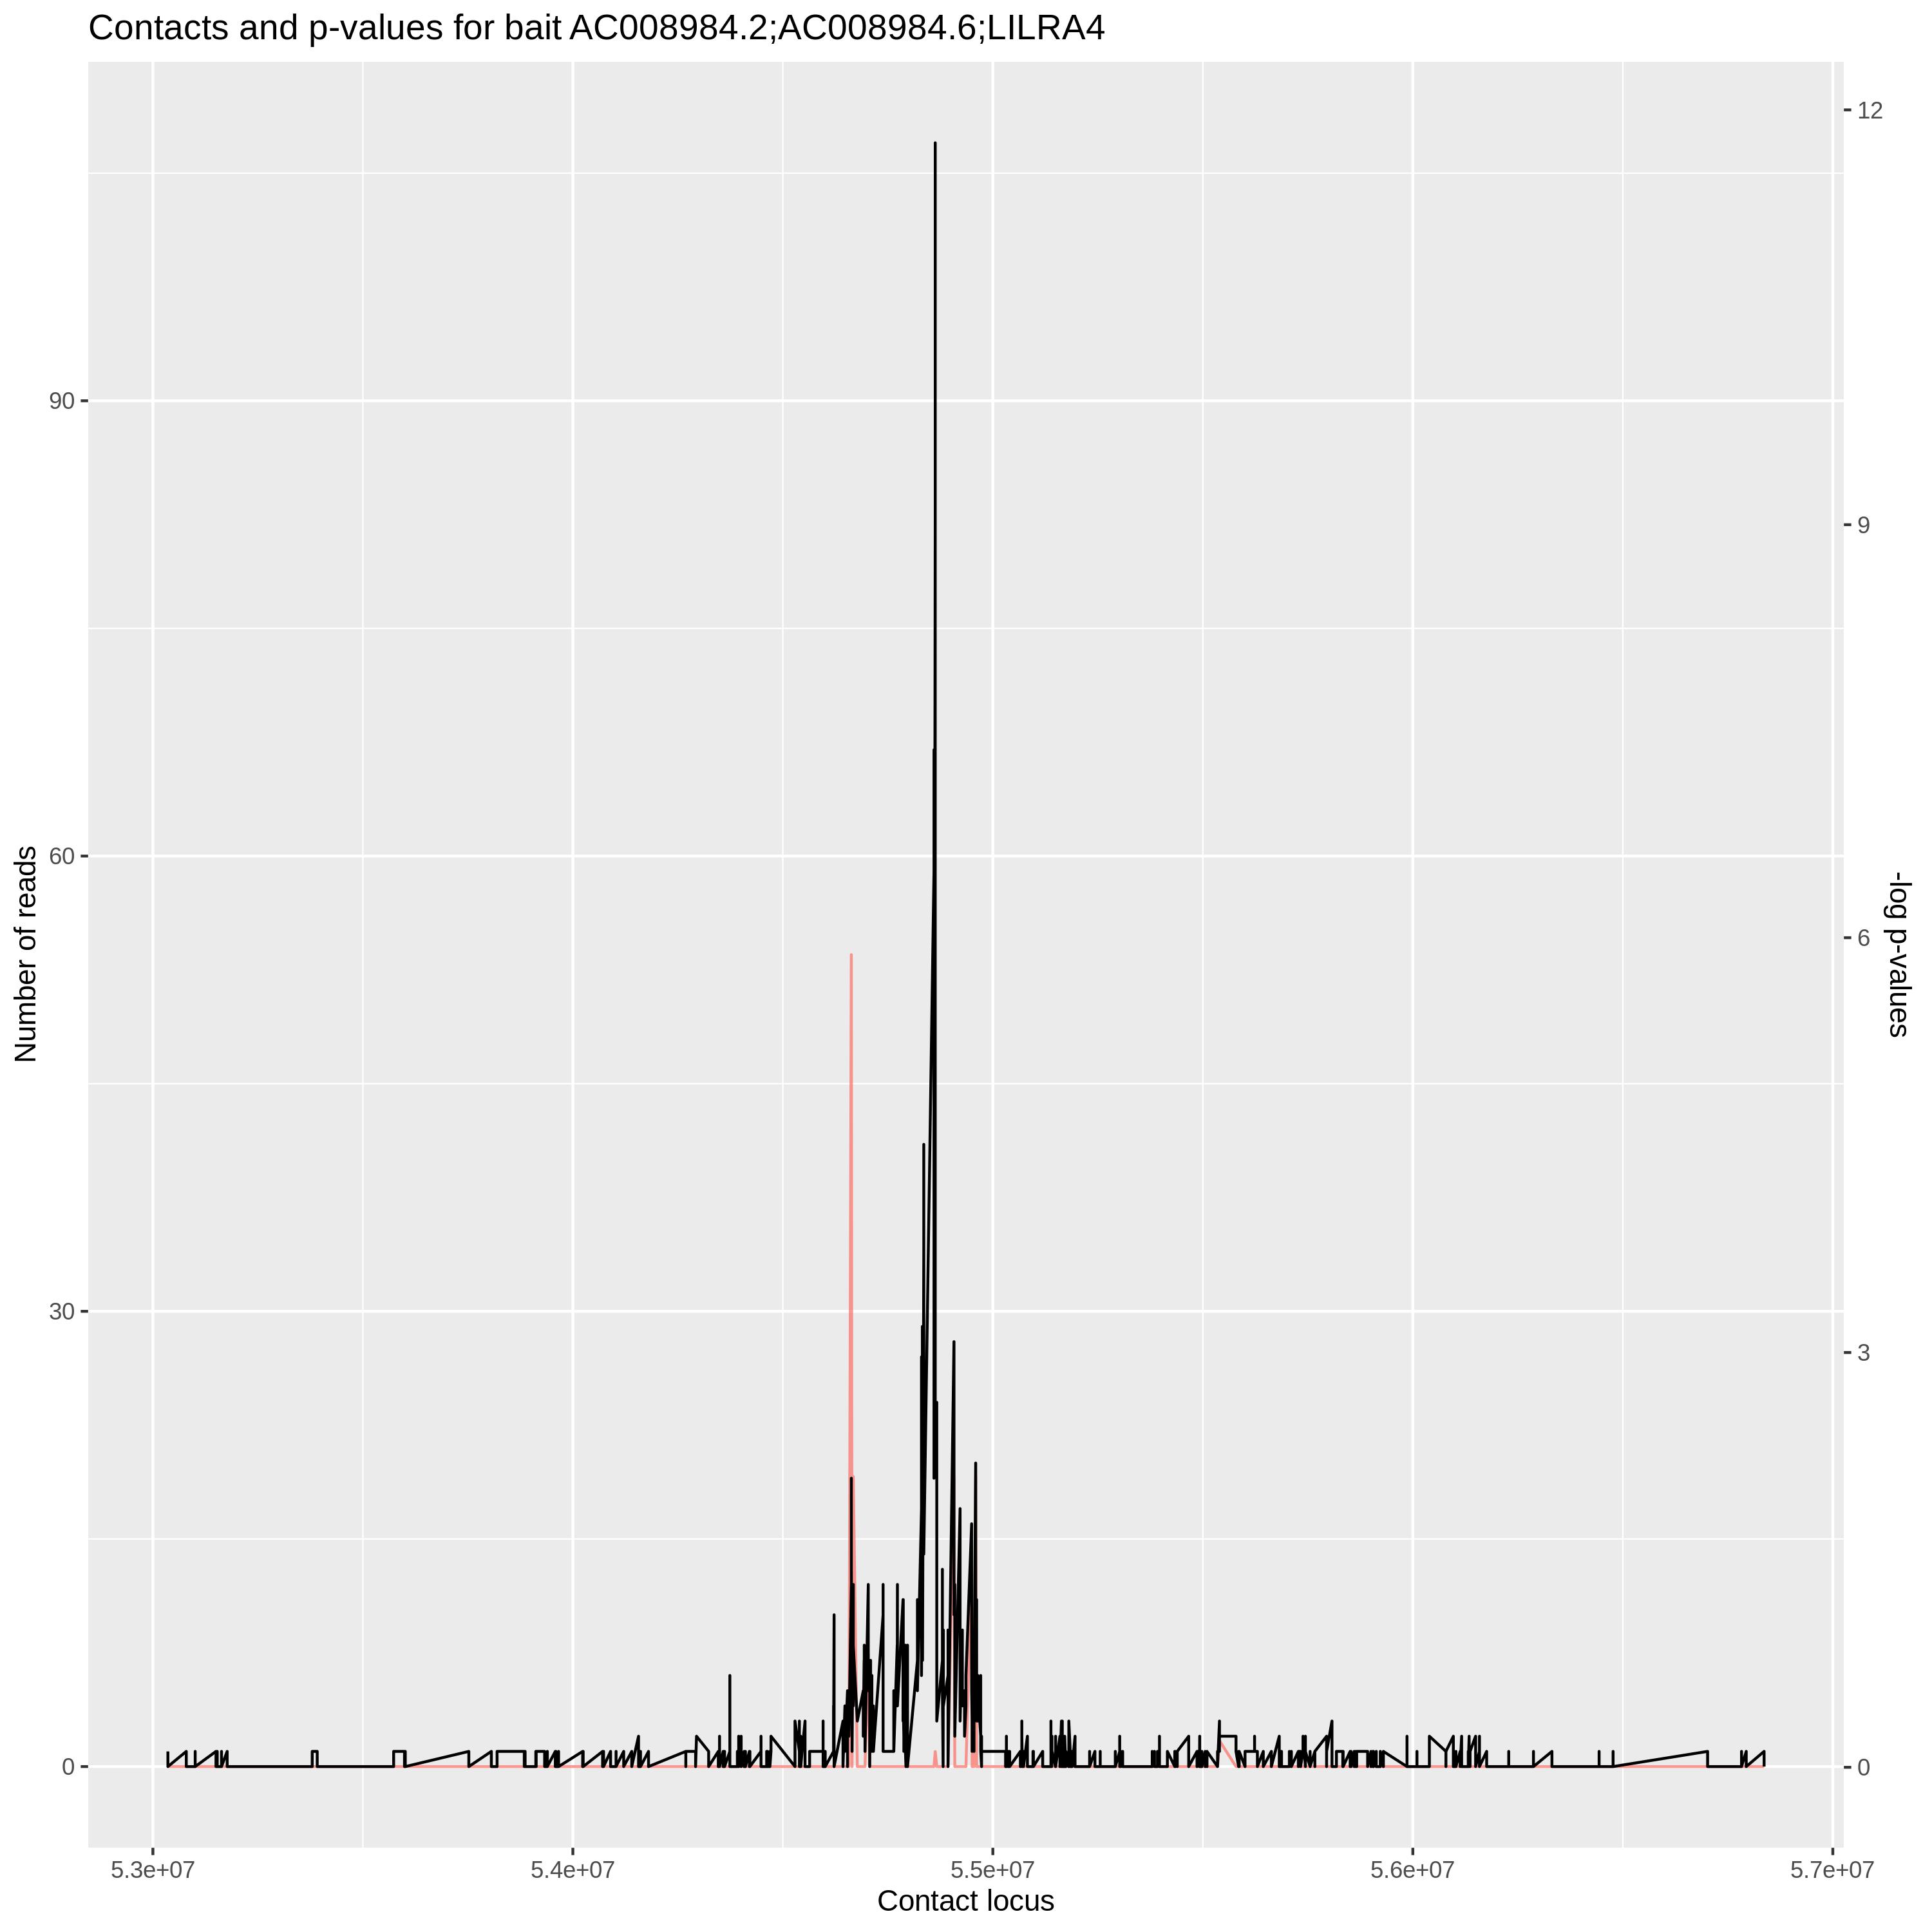 Contacts and p-values for bait AC008984.2;AC008984.6;LILRA4
12
90
9
60
6
Number of reads
-log p-values
30
3
0
0
5.3e+07
5.4e+07
5.5e+07
5.6e+07
5.7e+07
Contact locus